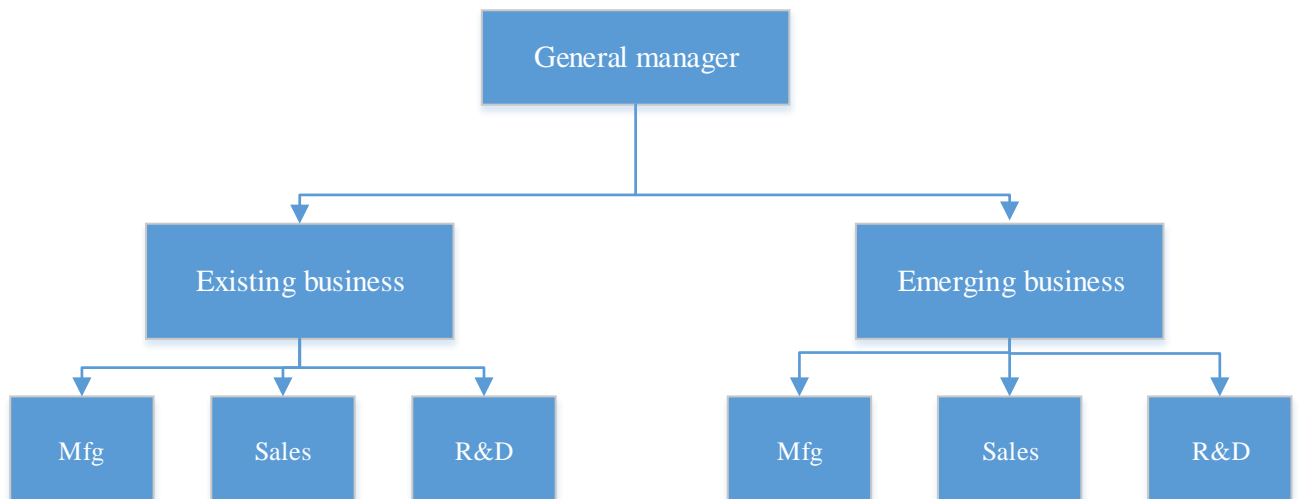 General manager
Existing business
Emerging business
Mfg
Sales
R&D
Mfg
Sales
R&D